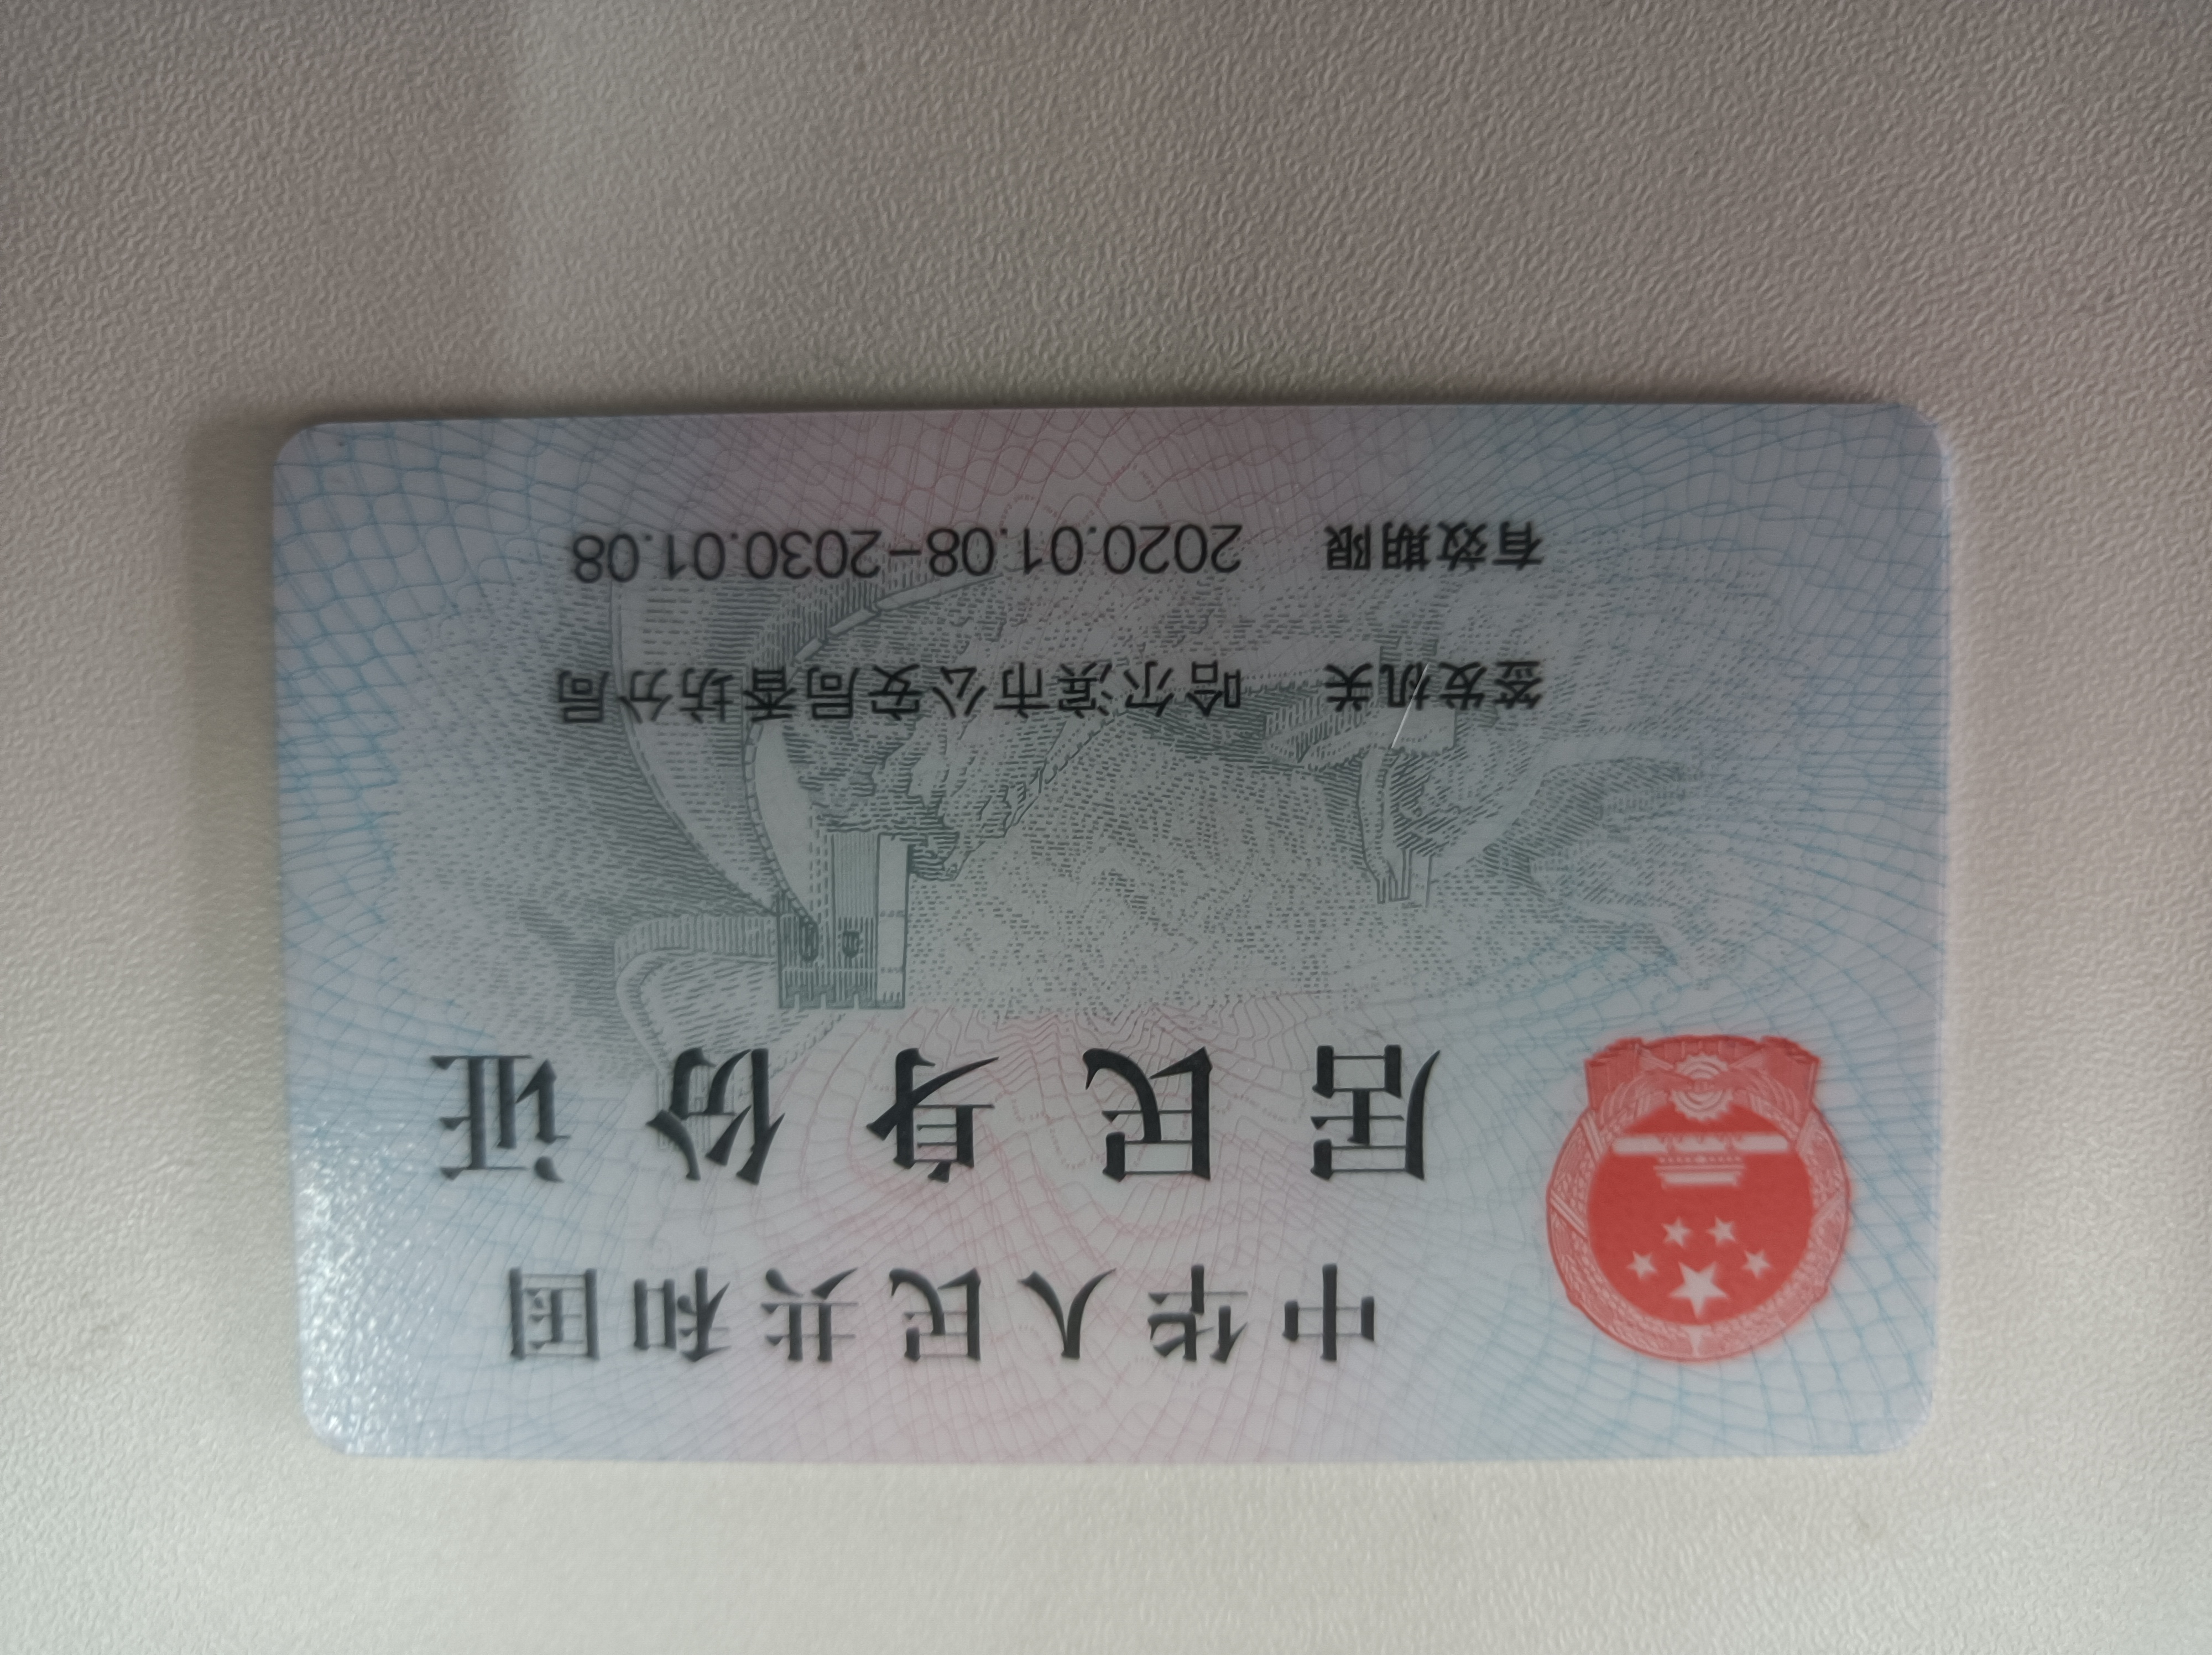 中华人民共和国
居民身份证
签发机关 哈尔滨市公安局香坊分局
有效期限 2020.01.08-2030.01.08